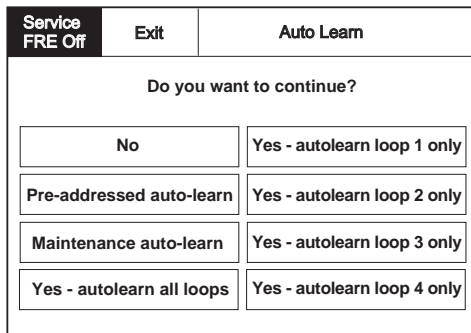 Service
FRE Off
Exit
Auto Learn
Do you want to continue?
No
Yes - autolearn loop 1 only
Pre-addressed auto-learn
Yes - autolearn loop 2 only
Maintenance auto-learn
Yes - autolearn loop 3 only
Yes - autolearn all loops
Yes - autolearn loop 4 only